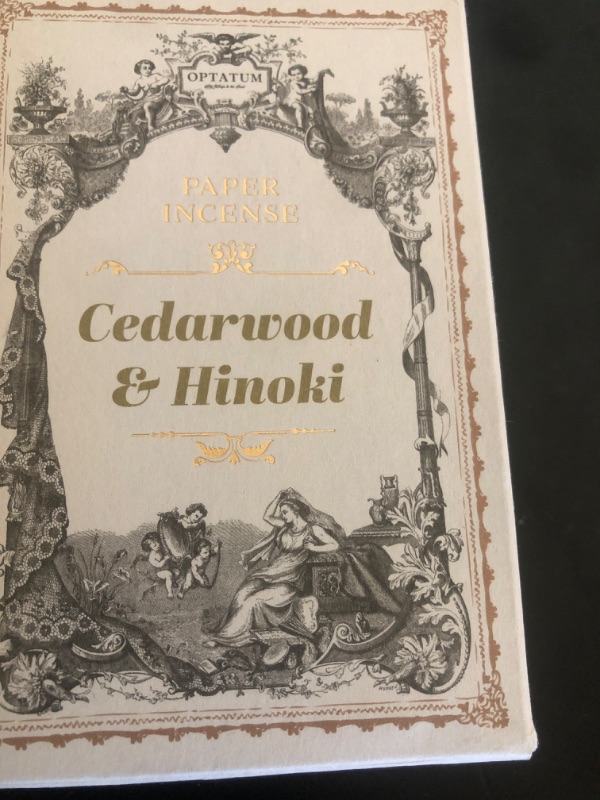 OPTATUM
PAPER
INCENSE
Cedarwood
& Hinoki